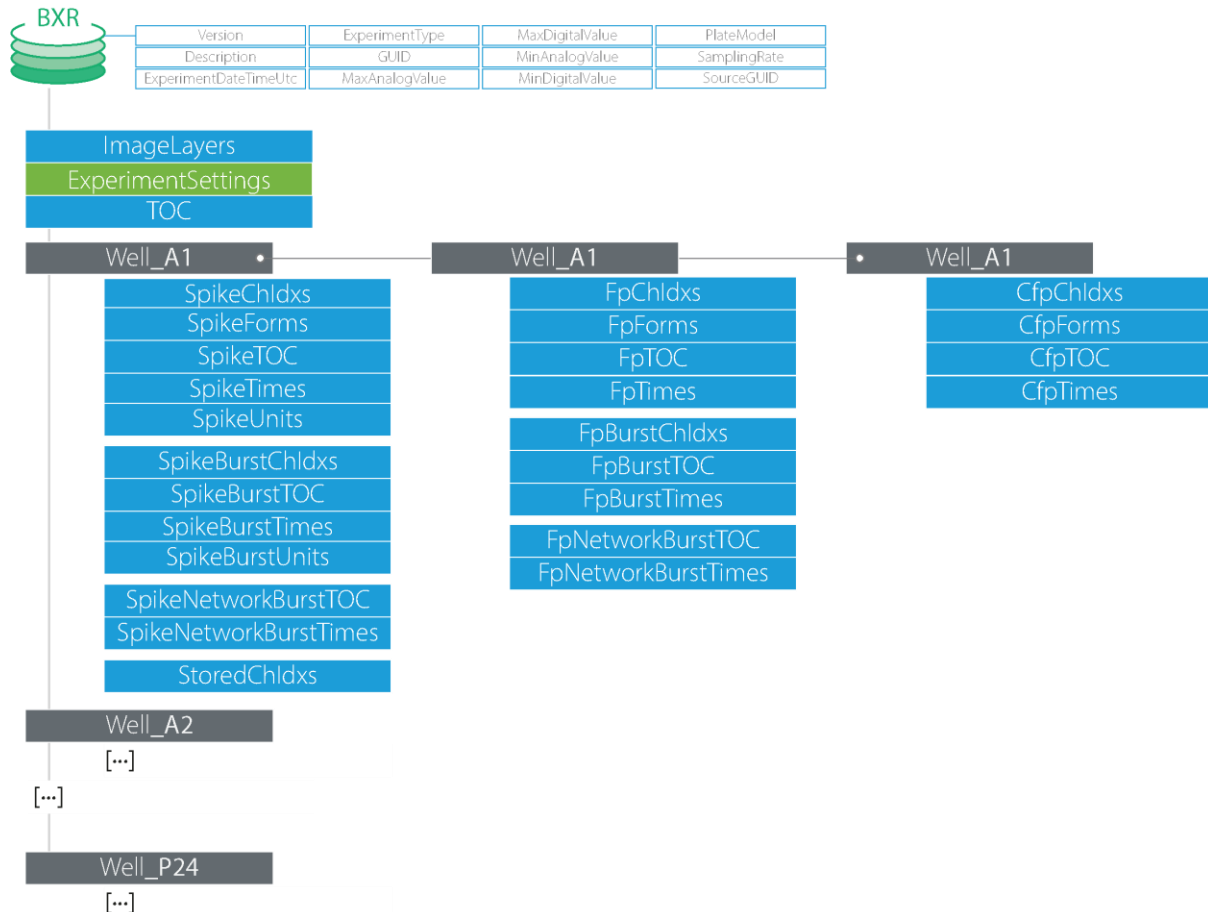 BXR
Version ExperimentType MaxDigitalValue PlateModel
Description GUID MinAnalogValue SamplingRate
ExperimentDateTimeUtc MaxAnalogValue MinDigitalValue SourceGUID
ImageLayers
ExperimentSettings
TOC
Well_A1 Well_A1 Well_A1
SpikeChIdxs FpChIdxs CfpChIdxs
SpikeForms FpForms CfpForms
SpikeTOC FpTOC CfpTOC
SpikeTimes FpTimes CfpTimes
SpikeUnits
FpBurstChIdxs
SpikeBurstChIdxs FpBurstTOC
SpikeBurstTOC FpBurstTimes
SpikeBurstTimes FpNetworkBurstTOC
SpikeBurstUnits FpNetworkBurstTimes
SpikeNetworkBurstTOC
SpikeNetworkBurstTimes
StoredChIdxs
Well_A2
[...]
[...]
Well_P24
[...]